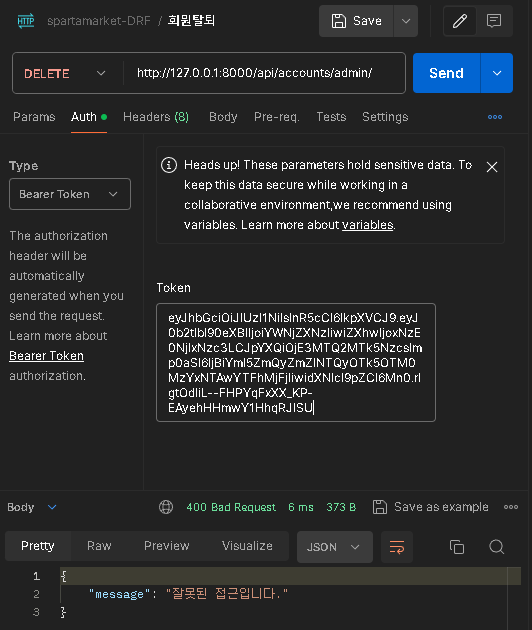 HTTP spartamarket-DRF / 회원탈퇴 Save
DELETE http://127.0.0.1:8000/api/accounts/admin/ Send
Params Auth Headers (8) Body Pre-req. Tests Settings
Type
Bearer Token
The authorization
header will be
automatically
generated when you
send the request.
Learn more about
Bearer Token
authorization.
Heads up! These parameters hold sensitive data. To
keep this data secure while working in a
collaborative environment,we recommend using
variables. Learn more about variables.
Token
Body 400 Bad Request 6 ms 373 B Save as example
Pretty Raw Preview Visualize JSON
1 {
2 "message": "잘못된 접근입니다."
3 }